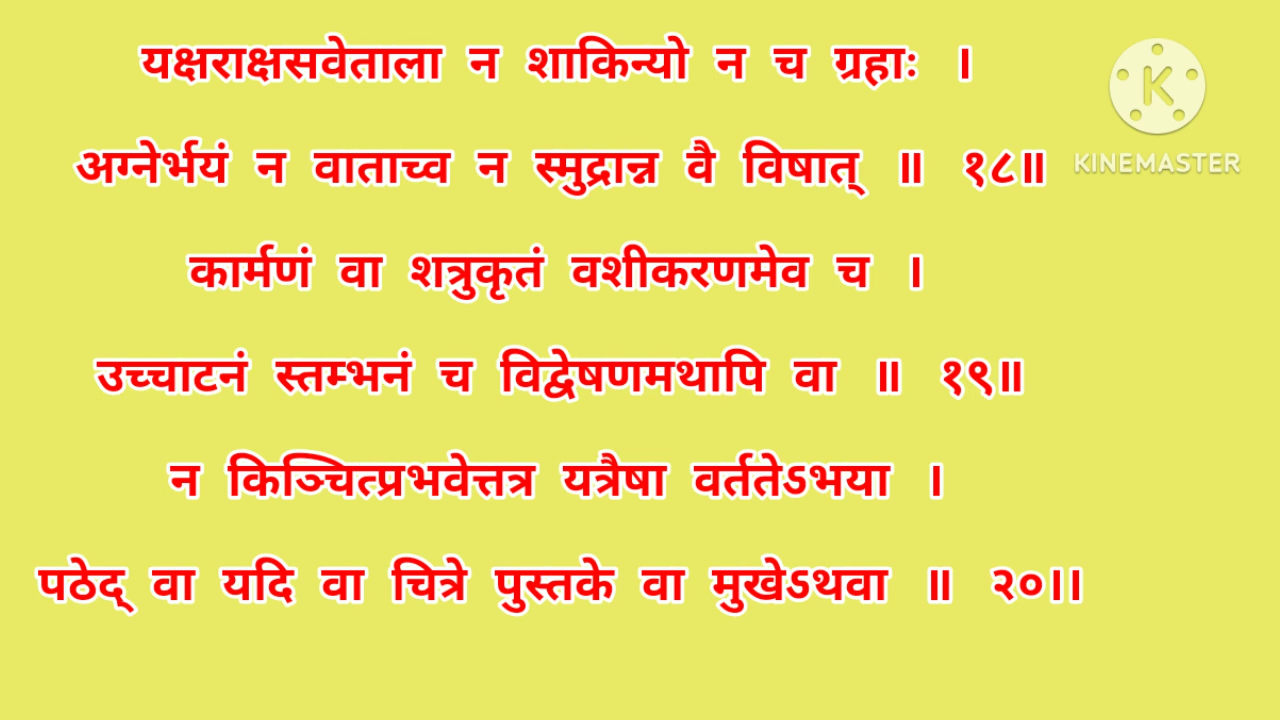 यक्षराक्षसवेताला न शाकिन्यो न च ग्रहाः ।
अग्नेर्भयं न वाताच्व न स्मुद्रान्न वै विषात् ॥ १८॥
कार्मणं वा शत्रुकृतं वशीकरणमेव च ।
उच्चाटनं स्तम्भनं च विद्वेषणमथापि वा ॥ १९॥
न किञ्चित्प्रभवेत्तत्र यत्रैषा वर्ततेऽभया ।
पठेद् वा यदि वा चित्रे पुस्तके वा मुखेऽथवा ॥ २०।।
K
KINEMASTER